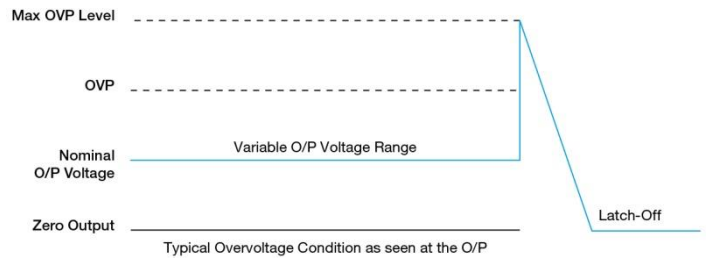 Max OVP Level
OVP
Variable O/P Voltage Range
Nominal
O/P Voltage
Latch-Off
Zero Output
Typical Overvoltage Condition as seen at the O/P